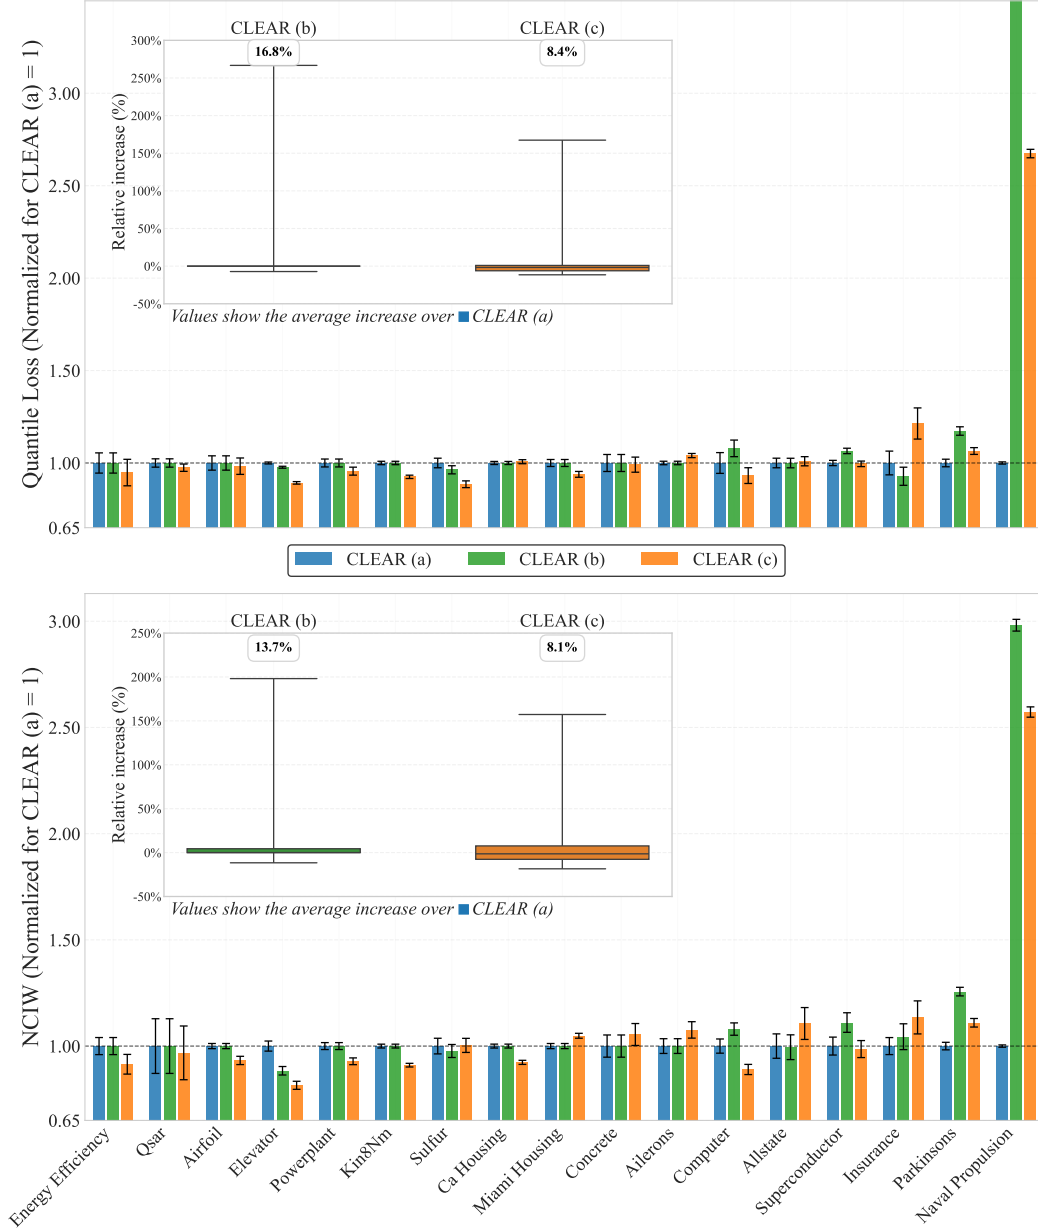 Quantile Loss (Normalized for CLEAR (a) = 1)
3.00
2.50
2.00
1.50
1.00
0.65
CLEAR (b)
CLEAR (c)
16.8%
8.4%
Relative increase (%)
300%
250%
200%
150%
100%
50%
0%
-50%
Values show the average increase over CLEAR (a)
CLEAR (a)
CLEAR (b)
CLEAR (c)
NCIW (Normalized for CLEAR (a) = 1)
3.00
2.50
2.00
1.50
1.00
0.65
CLEAR (b)
CLEAR (c)
13.7%
8.1%
Relative increase (%)
250%
200%
150%
100%
50%
0%
-50%
Values show the average increase over CLEAR (a)
Energy Efficiency
Qsar
Airfoil
Elevator
Powerplant
Kin8Nm
Sulfur
Ca Housing
Miami Housing
Concrete
Ailerons
Computer
Allstate
Superconductor
Insurance
Parkinsons
Naval Propulsion